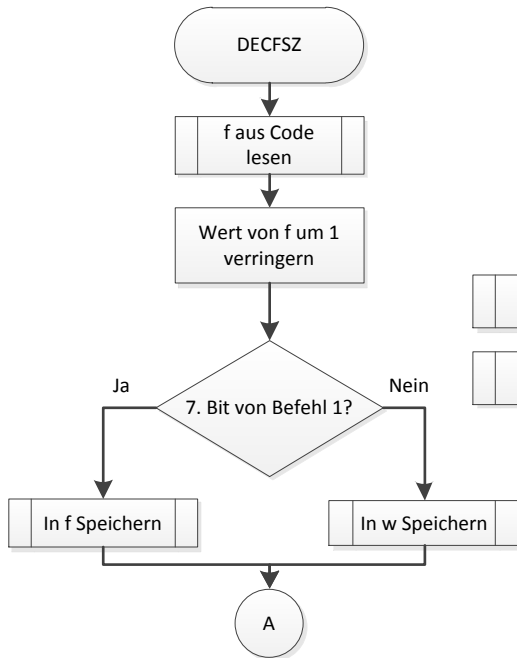 DECFSZ
f aus Code
lesen
Wert von f um 1
verringern
7. Bit von Befehl 1?
Ja
Nein
In f Speichern
In w Speichern
A